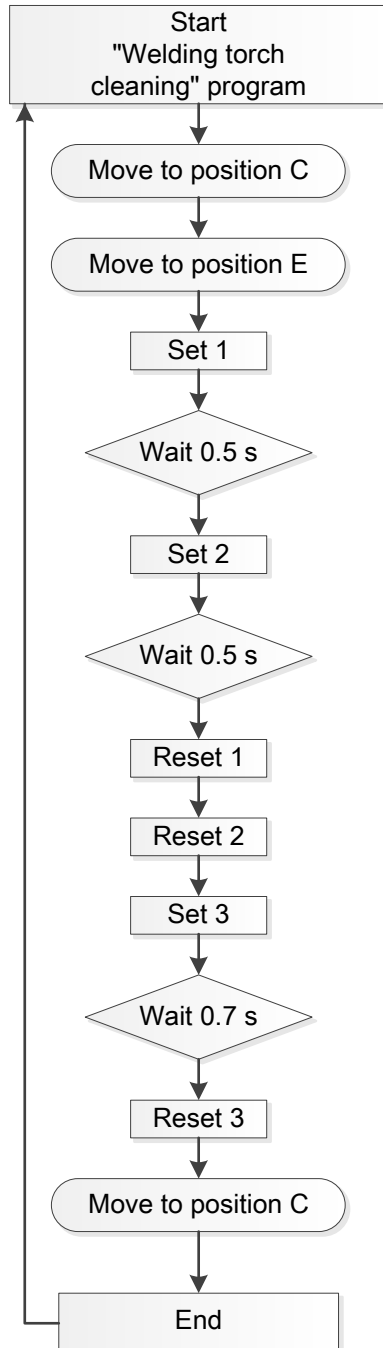 Start
"Welding torch
cleaning" program
Move to position C
Move to position E
Set 1
Wait 0.5 s
Set 2
Wait 0.5 s
Reset 1
Reset 2
Set 3
Wait 0.7 s
Reset 3
Move to position C
End